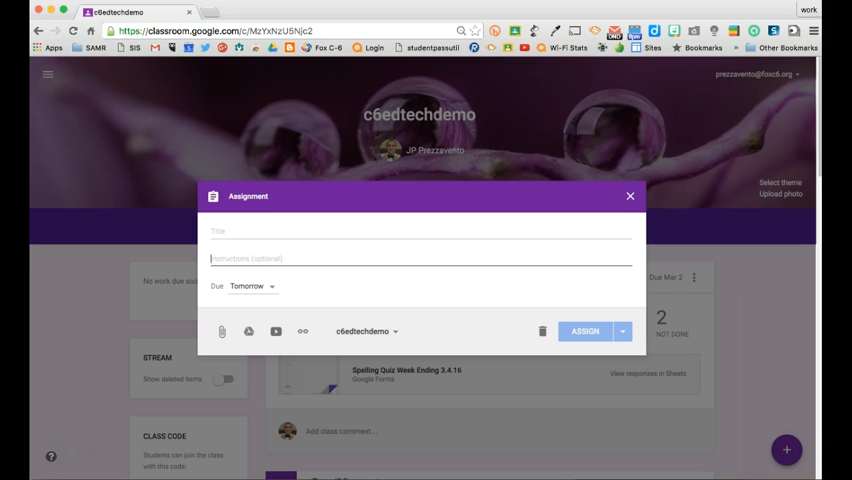 c6edtechdemo
work
https://classroom.google.com/c/MzYxNzU5Njc2
Apps SAMR SIS Fox C-6 Login studentpassutil Wi-Fi Stats Sites Bookmarks Other Bookmarks
DND 8pm
prezzavento@foxc6.org
c6edtechdemo
JP Prezzavento
Select theme
Upload photo
Assignment
Title
Instructions (optional)
Due Tomorrow
c6edtechdemo
ASSIGN
No work due soo
Due Mar 2
2
NOT DONE
STREAM
Show deleted items
Spelling Quiz Week Ending 3.4.16
Google Forms
View responses in Sheets
Add class comment...
CLASS CODE
Students can join the
class with this code: